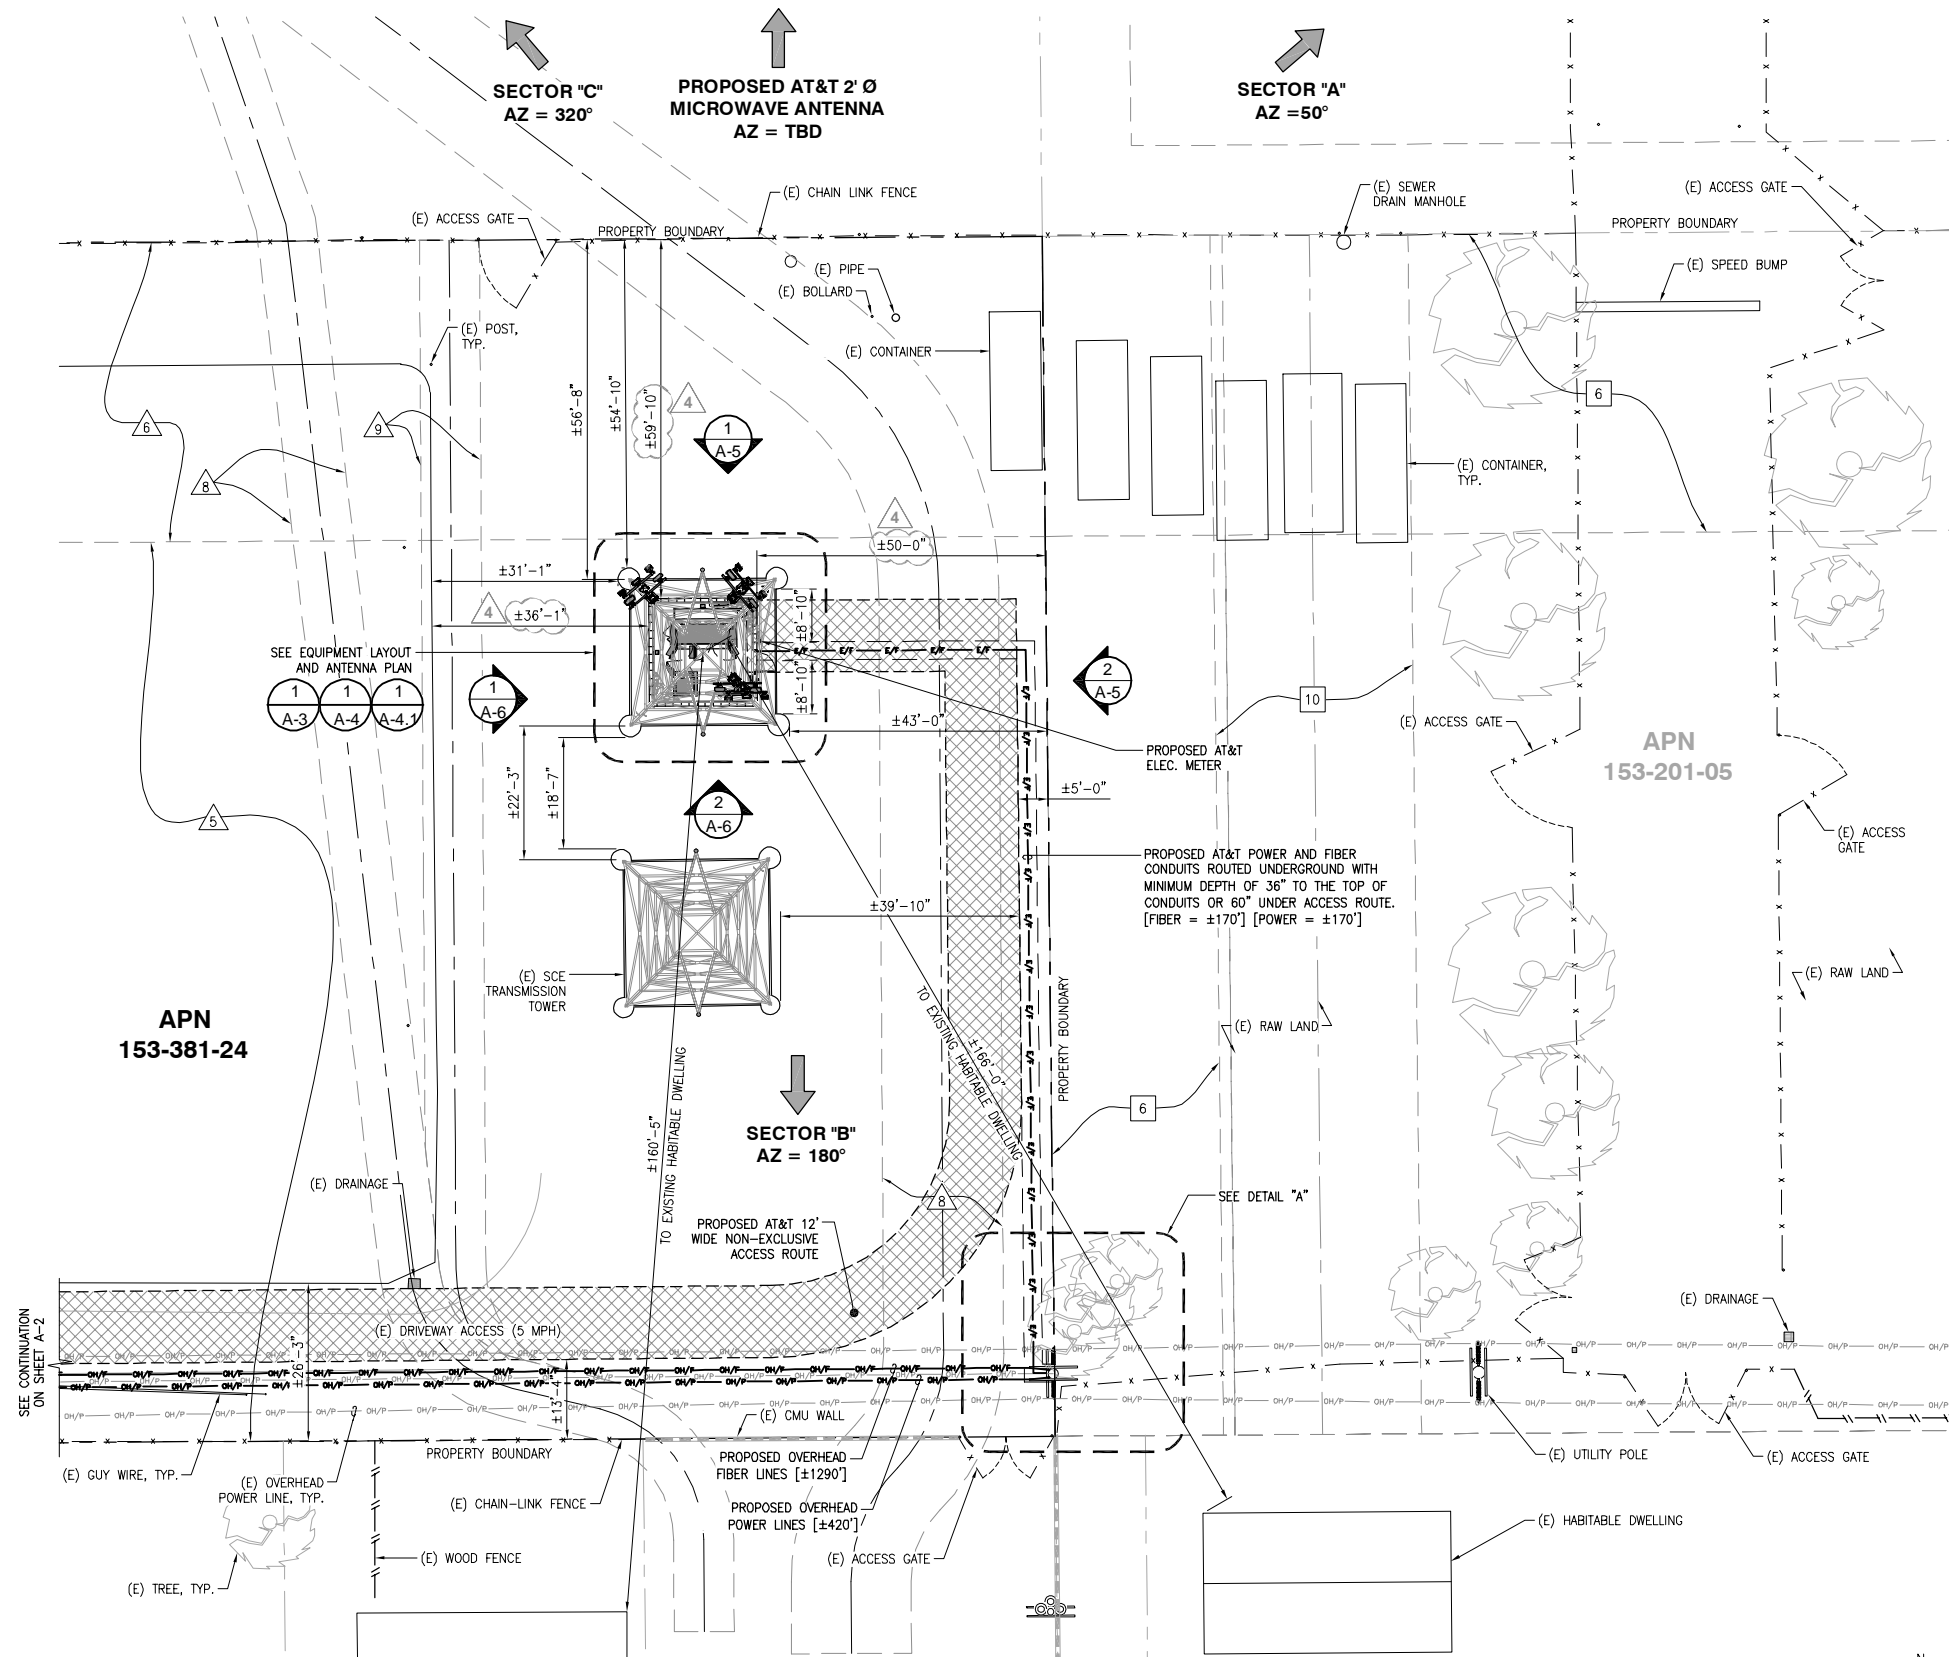 SECTOR "C"
AZ = 320°
PROPOSED AT&T 2' Ø
MICROWAVE ANTENNA
AZ = TBD
SECTOR "A"
AZ =50°
(E) CHAIN LINK FENCE
(E) SEWER
DRAIN MANHOLE
(E) ACCESS GATE
(E) ACCESS GATE
PROPERTY BOUNDARY
PROPERTY BOUNDARY
(E) PIPE
(E) BOLLARD
(E) SPEED BUMP
(E) POST,
TYP.
(E) CONTAINER
±56'-8"
±54'-10"
±59'-10"
4
6
6
9
8
1
A-5
(E) CONTAINER,
TYP.
4
±50-0"
±31'-1"
4
±36'-1"
±8'-10"
±8'-10"
E/F E/F E/F E/F E/F
SEE EQUIPMENT LAYOUT
AND ANTENNA PLAN
1
A-3
1
A-4
1
A-4.1
1
A-6
2
A-5
10
±43'-0"
(E) ACCESS GATE
APN
153-201-05
PROPOSED AT&T
ELEC. METER
±5'-0"
±22'-3"
±18'-7"
2
A-6
5
(E) ACCESS
GATE
PROPOSED AT&T POWER AND FIBER
CONDUITS ROUTED UNDERGROUND WITH
MINIMUM DEPTH OF 36" TO THE TOP OF
CONDUITS OR 60" UNDER ACCESS ROUTE.
[FIBER = ±170'] [POWER = ±170']
±39'-10"
(E) SCE
TRANSMISSION
TOWER
(E) RAW LAND
(E) RAW LAND
APN
153-381-24
PROPERTY BOUNDARY
±166'-0"
TO EXISTING HABITABLE DWELLING
±160'-5"
TO EXISTING HABITABLE DWELLING
6
SECTOR "B"
AZ = 180°
(E) DRAINAGE
8
SEE DETAIL "A"
PROPOSED AT&T 12'
WIDE NON-EXCLUSIVE
ACCESS ROUTE
(E) DRAINAGE
SEE CONTINUATION
ON SHEET A-2
(E) DRIVEWAY ACCESS (5 MPH)
±26'-3"
±13'-4"
OH/P OH/P OH/P
OH/F OH/F OH/F
(E) CMU WALL
PROPERTY BOUNDARY
(E) GUY WIRE, TYP.
(E) OVERHEAD
POWER LINE, TYP.
PROPOSED OVERHEAD
FIBER LINES [±1290']
(E) UTILITY POLE
(E) ACCESS GATE
(E) CHAIN-LINK FENCE
PROPOSED OVERHEAD
POWER LINES [±420']
(E) HABITABLE DWELLING
(E) WOOD FENCE
(E) ACCESS GATE
(E) TREE, TYP.